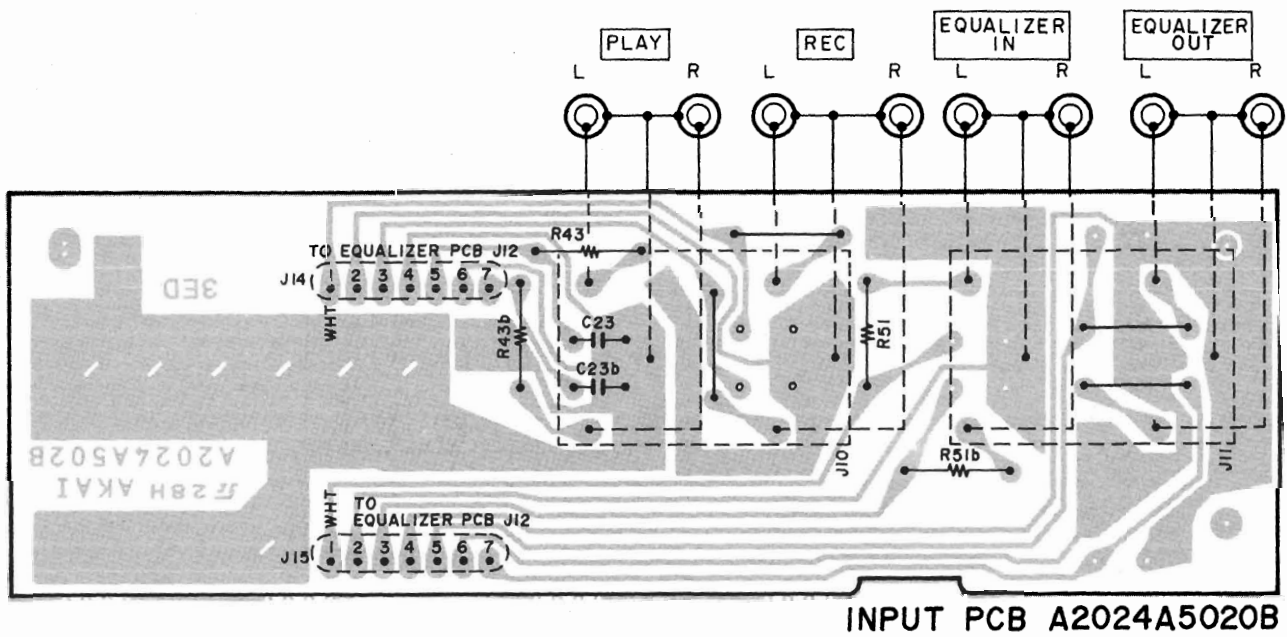 PLAY
REC
EQUALIZER IN
EQUALIZER OUT
L
R
L
R
L
R
L
R
R43
TO EQUALIZER PCB J12
J14
1 2 3 4 5 6 7
WHT
3ED
R43b
C23
C23b
R51
R51b
J10
J11
A2024A502B
28H AKAI
WHT
TO
EQUALIZER PCB J12
J15
1 2 3 4 5 6 7
INPUT PCB A2024A5020B